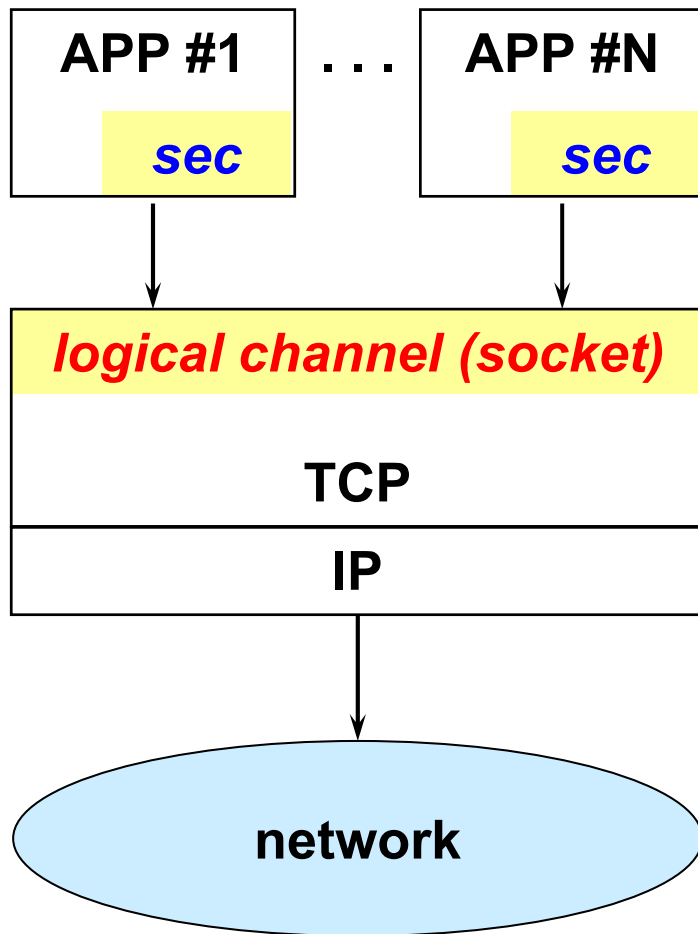 APP #1 . . . APP #N
sec sec
logical channel (socket)
TCP
IP
network